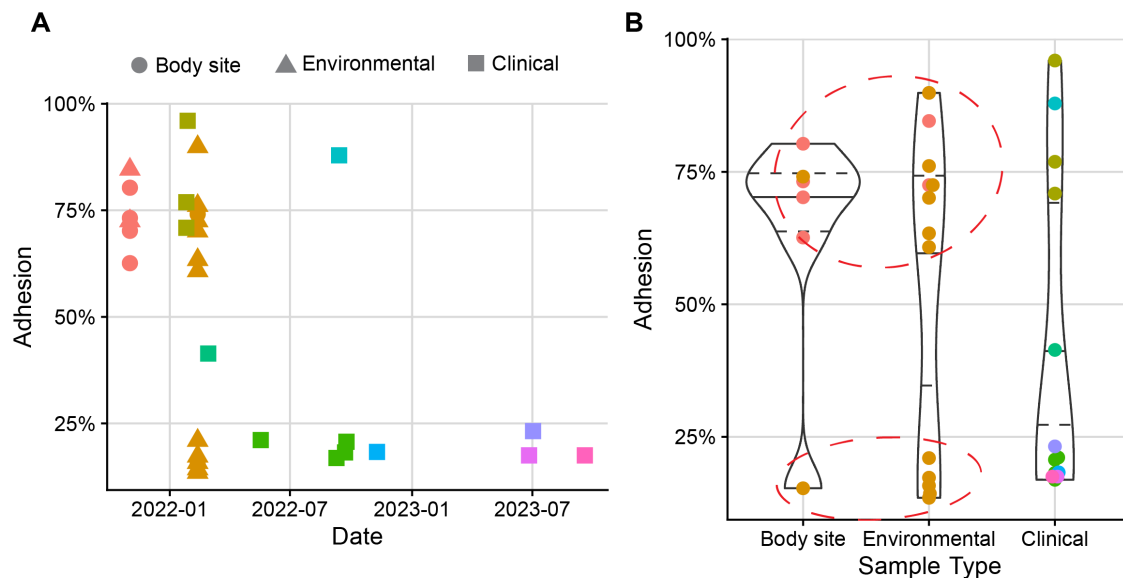 A
Body site
Environmental
Clinical
100%
75%
50%
25%
Adhesion
2022-01
2022-07
2023-01
2023-07
Date
B
100%
75%
50%
25%
Adhesion
Body site
Environmental
Clinical
Sample Type